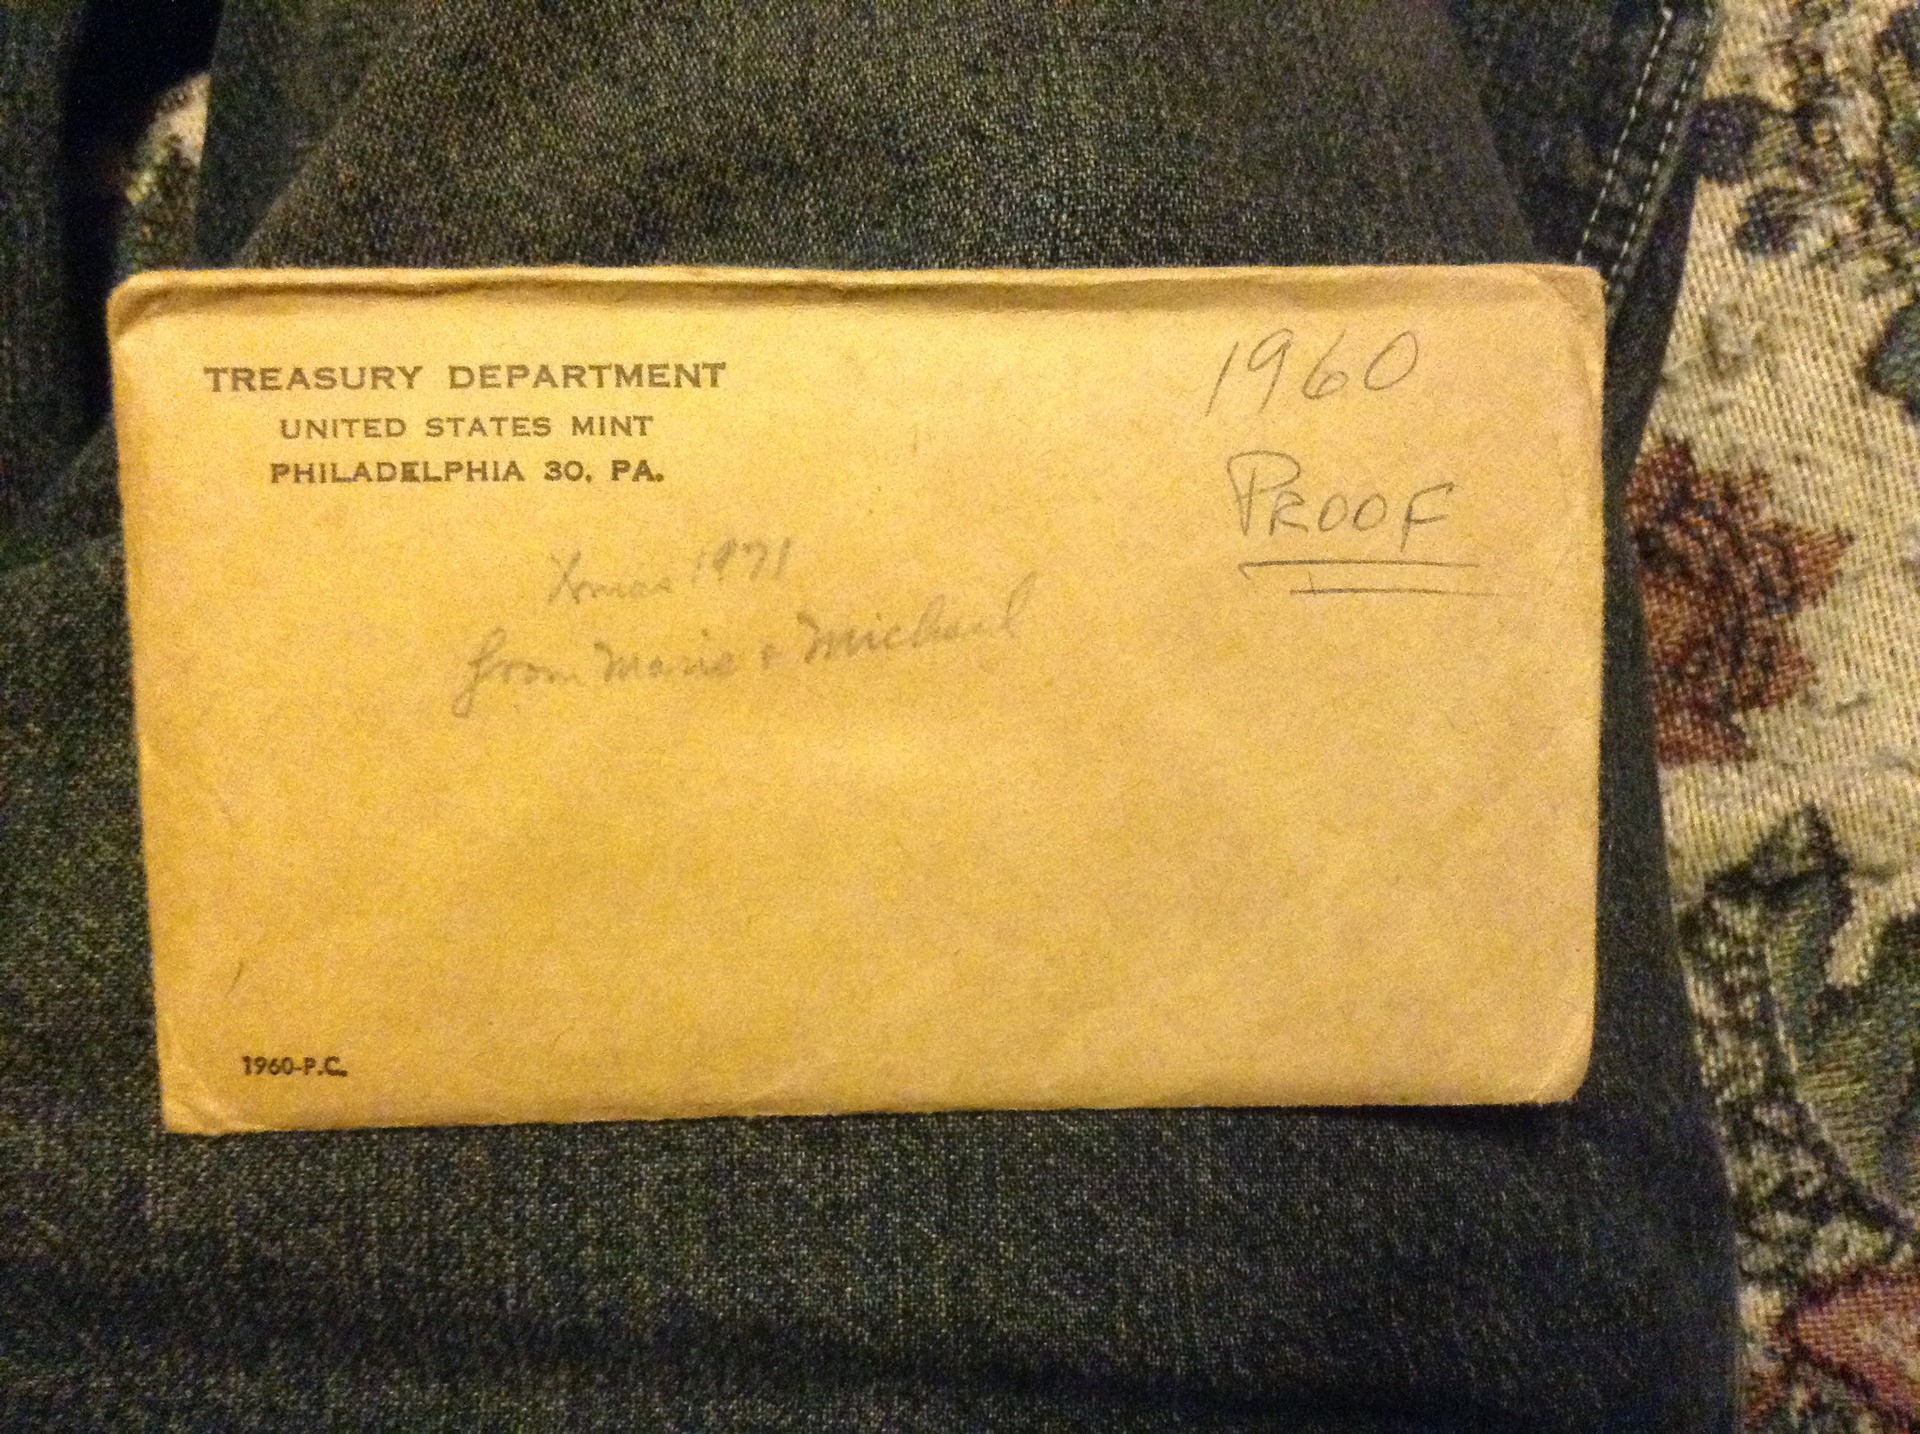 TREASURY DEPARTMENT
UNITED STATES MINT
PHILADELPHIA 30, PA.
1960
PROOF
Xmas 1971
from Marie & Michael
1960-P.C.